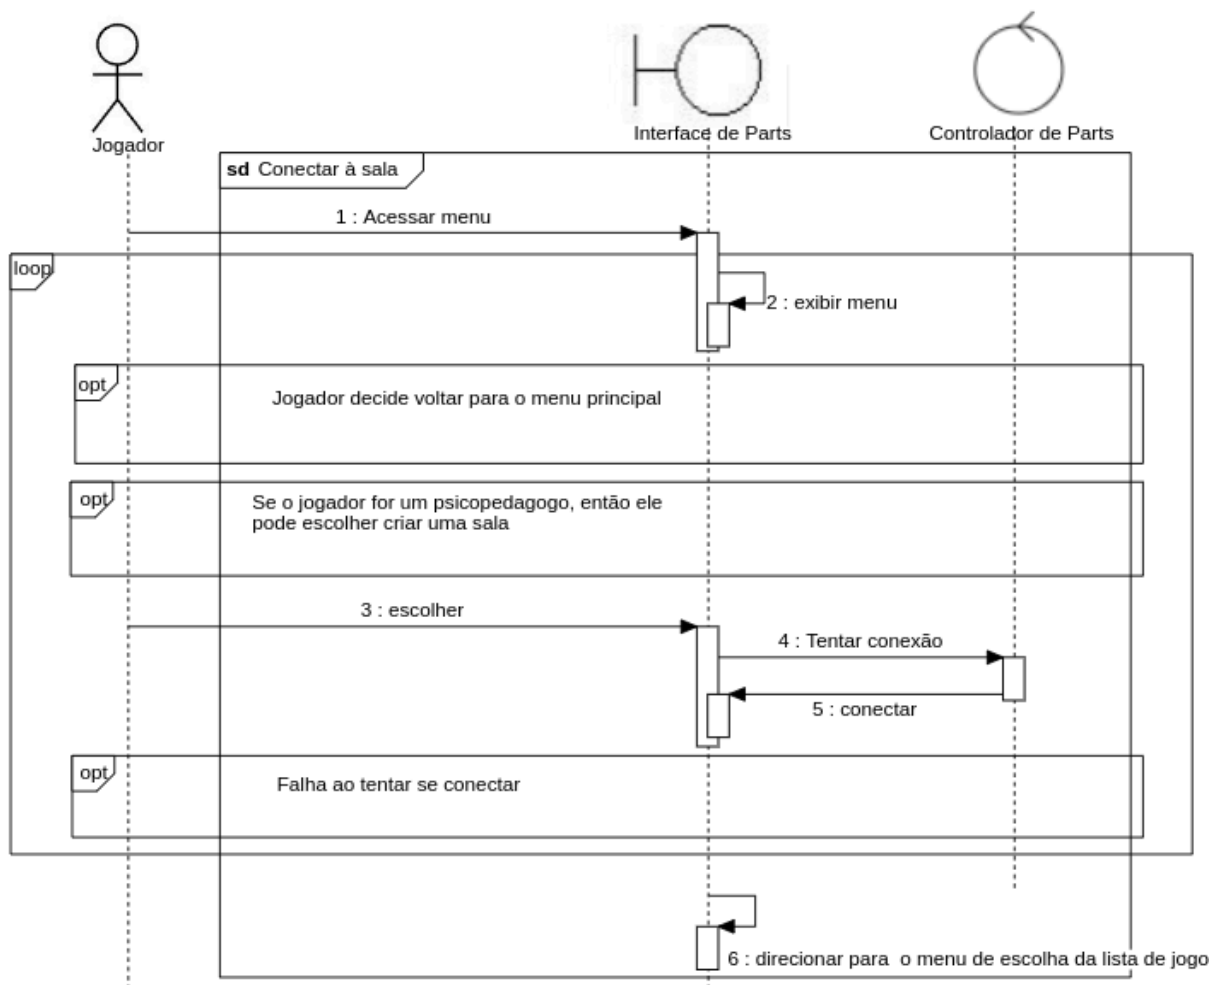 Jogador
Interface de Parts
Controlador de Parts
sd Conectar à sala
1 : Acessar menu
loop
2 : exibir menu
opt
Jogador decide voltar para o menu principal
opt
Se o jogador for um psicopedagogo, então ele
pode escolher criar uma sala
3 : escolher
4 : Tentar conexão
5 : conectar
opt
Falha ao tentar se conectar
6 : direcionar para o menu de escolha da lista de jogo